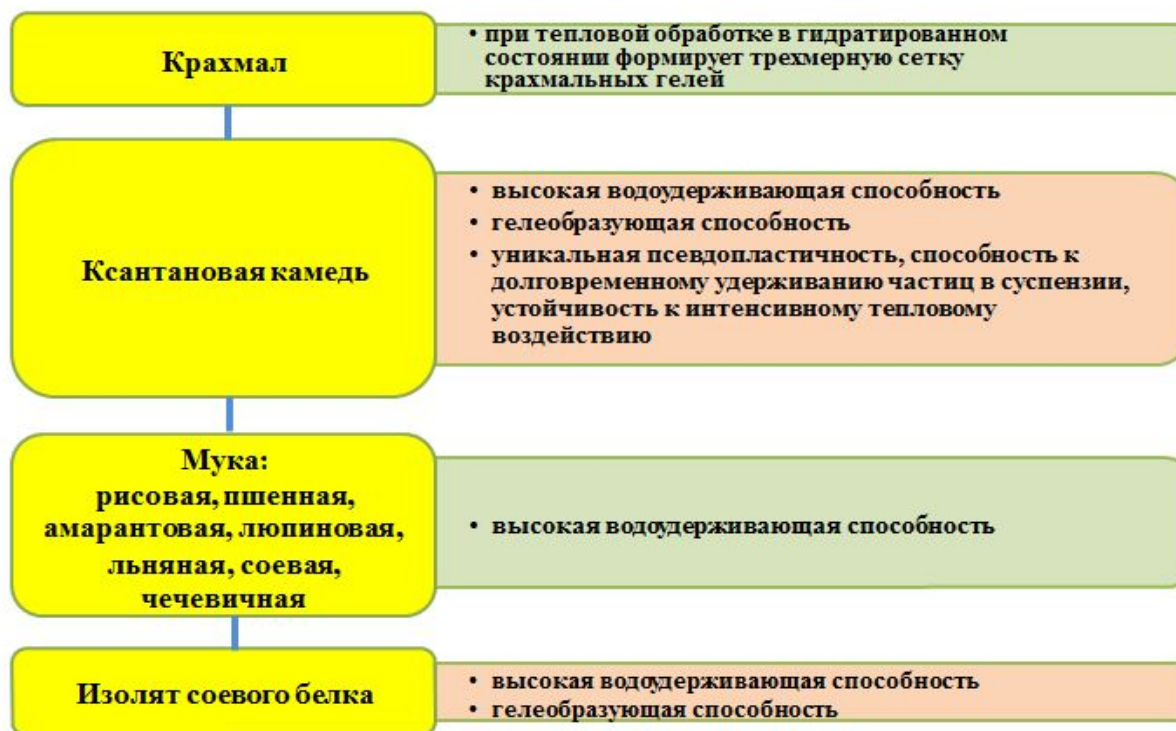 Крахмал
• при тепловой обработке в гидратированном
состоянии формирует трехмерную сетку
крахмальных гелей
Ксантановая камедь
• высокая водоудерживающая способность
• гелеобразующая способность
• уникальная псевдопластичность, способность к
долговременному удерживанию частиц в суспензии,
устойчивость к интенсивному тепловому
воздействию
Мука:
рисовая, пшенная,
амарантовая, люпиновая,
льняная, соевая,
чечевичная
• высокая водоудерживающая способность
Изолят соевого белка
• высокая водоудерживающая способность
• гелеобразующая способность